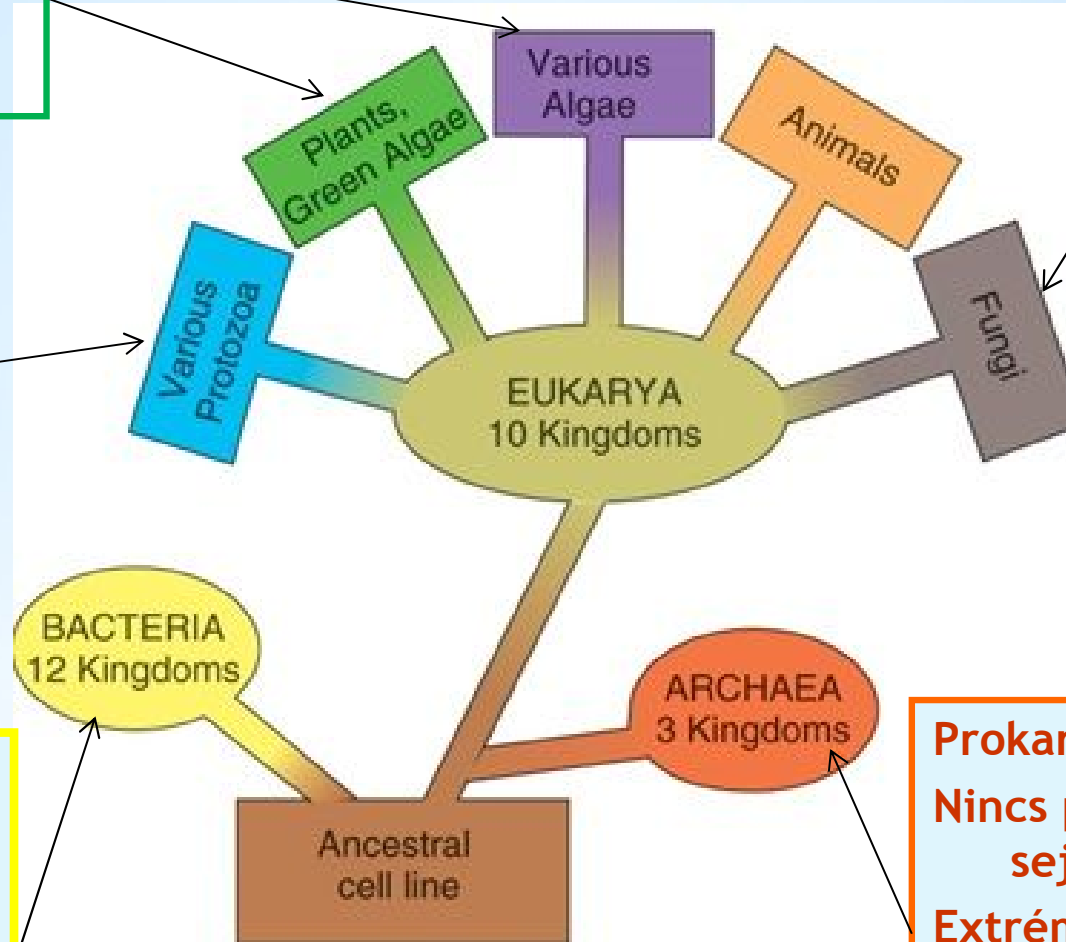 Various
Algae
Plants,
Green Algae
Animals
Various
Protozoa
Fungi
EUKARYA
10 Kingdoms
BACTERIA
12 Kingdoms
ARCHAEA
3 Kingdoms
Ancestral
cell line
Nincs